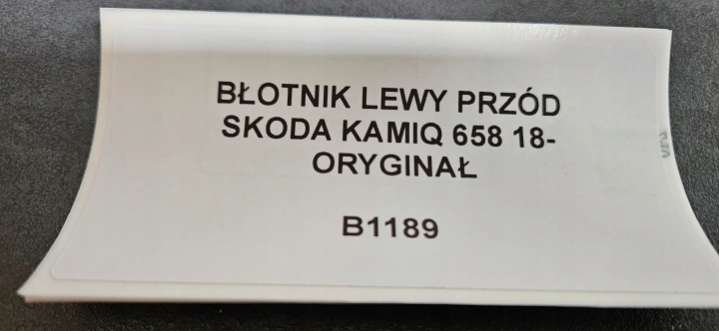 BŁOTNIK LEWY PRZÓD
SKODA KAMIQ 658 18-
ORYGINAŁ
B1189